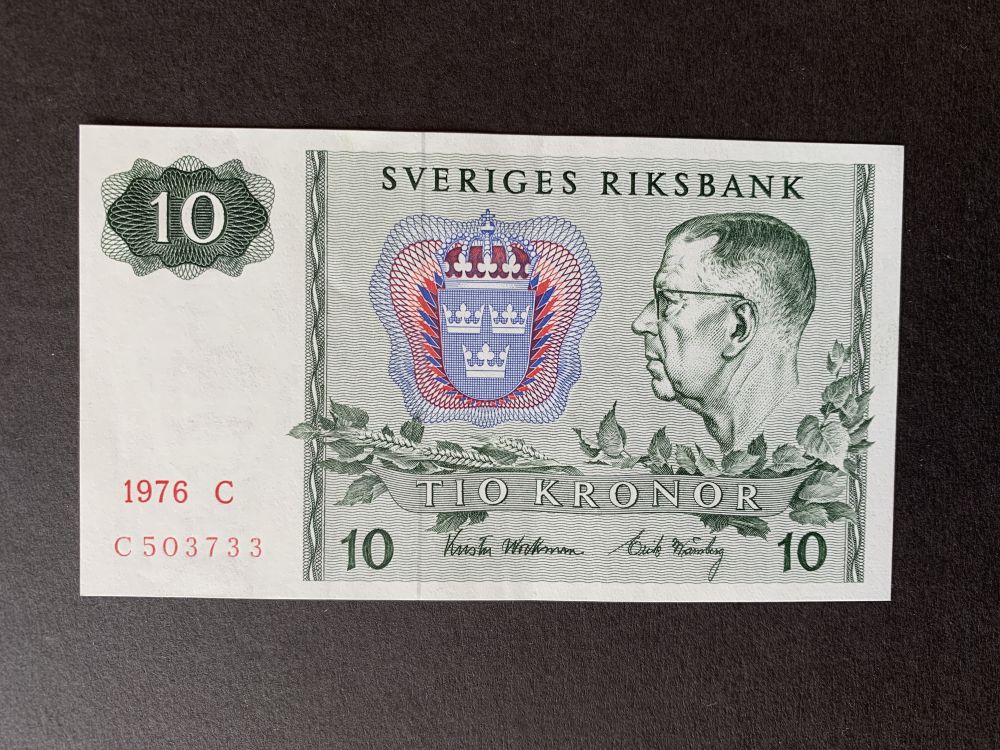 10
SVERIGES RIKSBANK
TIO KRONOR
1976 C
C503733
10
10